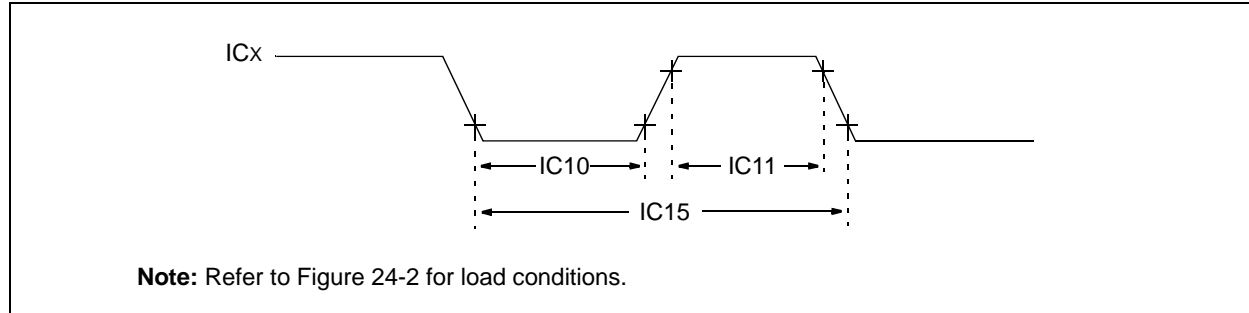 ICx
IC10
IC11
IC15
Note: Refer to Figure 24-2 for load conditions.